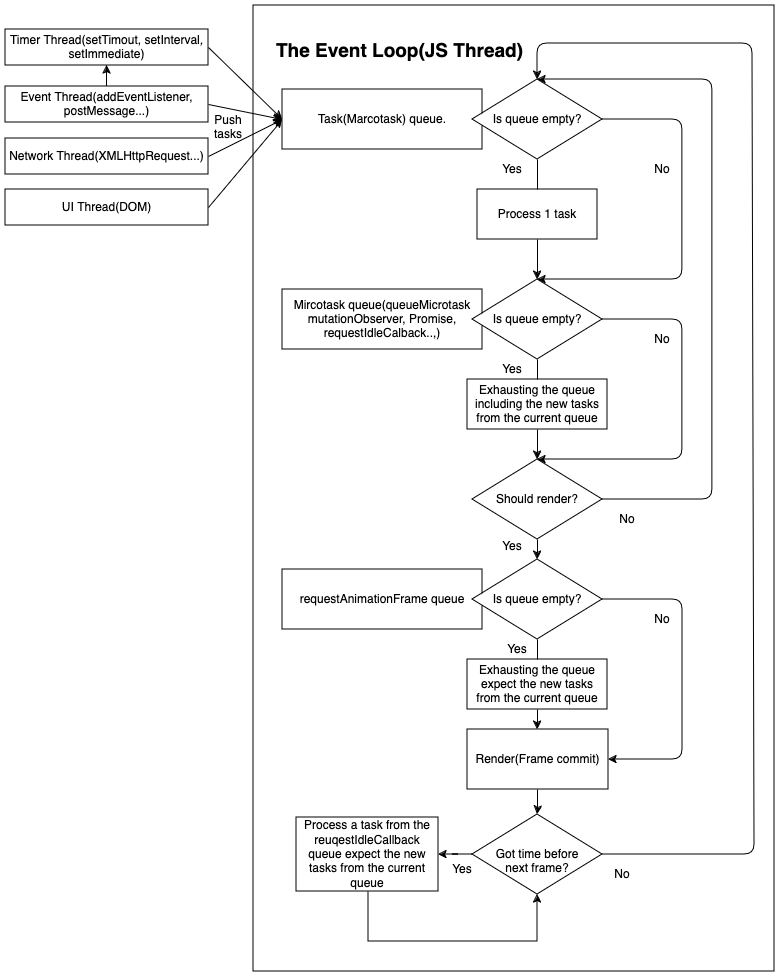 The Event Loop(JS Thread)
Timer Thread(setTimout, setInterval,
setImmediate)
Event Thread(addEventListener,
postMessage...)
Push
tasks
Network Thread(XMLHttpRequest...)
UI Thread(DOM)
Task(Marcotask) queue.
Is queue empty?
Yes
No
Process 1 task
Mircotask queue(queueMicrotask
mutationObserver, Promise,
requestIdleCalback..,)
Is queue empty?
No
Yes
Exhausting the queue
including the new tasks
from the current queue
Should render?
No
Yes
requestAnimationFrame queue
Is queue empty?
No
Yes
Exhausting the queue
expect the new tasks
from the current queue
Render(Frame commit)
Process a task from the
reuqestIdleCallback
queue expect the new
tasks from the current
queue
Yes
Got time before
next frame?
No